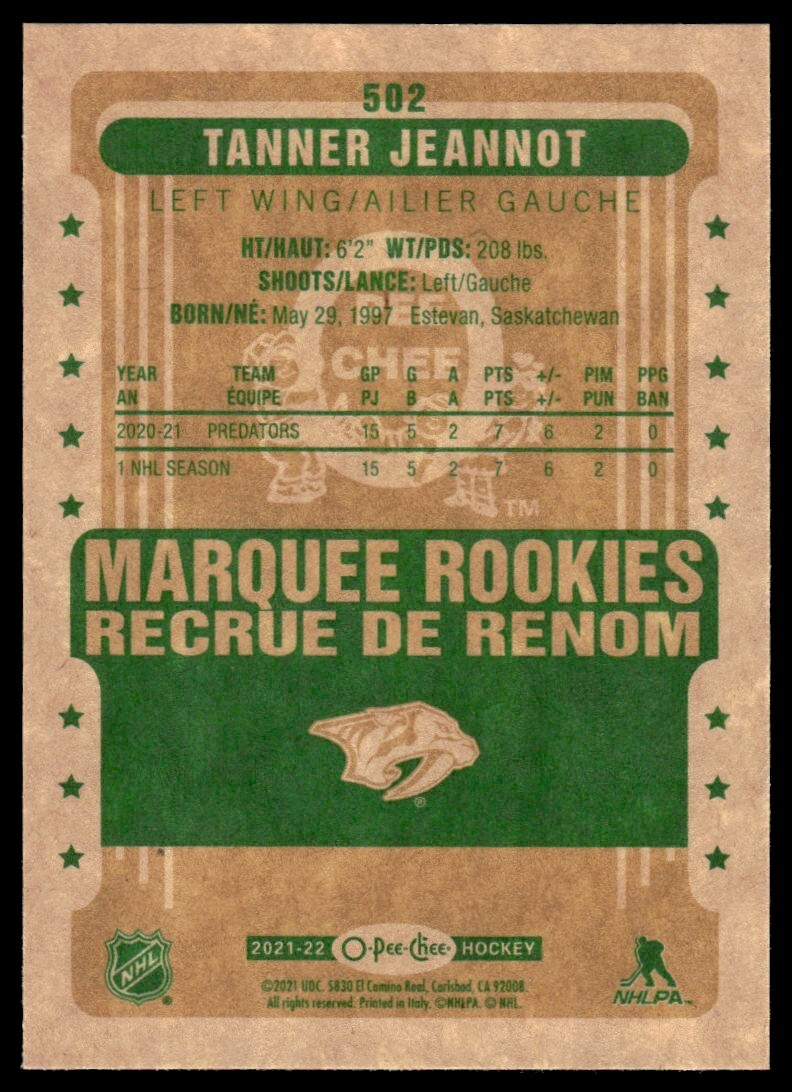 502
TANNER JEANNOT
LEFT WING/AILIER GAUCHE
HT/HAUT: 6'2" WT/PDS: 208 lbs.
SHOOTS/LANCE: Left/Gauche
BORN/NÉ: May 29, 1997 Estevan, Saskatchewan
PEE
CHEE
YEAR TEAM GP G A PTS +/- PIM PPG
AN ÉQUIPE PJ B A PTS +/- PUN BAN
2020-21 PREDATORS 15 5 2 7 6 2 0
1 NHL SEASON 15 5 2 7 6 2 0
TM
MARQUEE ROOKIES
RECRUE DE RENOM
®
2021-22 O-Pee-Chee® HOCKEY
©2021 UDC. 5830 El Camino Real, Carlsbad, CA 92008.
All rights reserved. Printed in Italy. ©NHLPA. © NHL.
NHL ®
NHLPA™